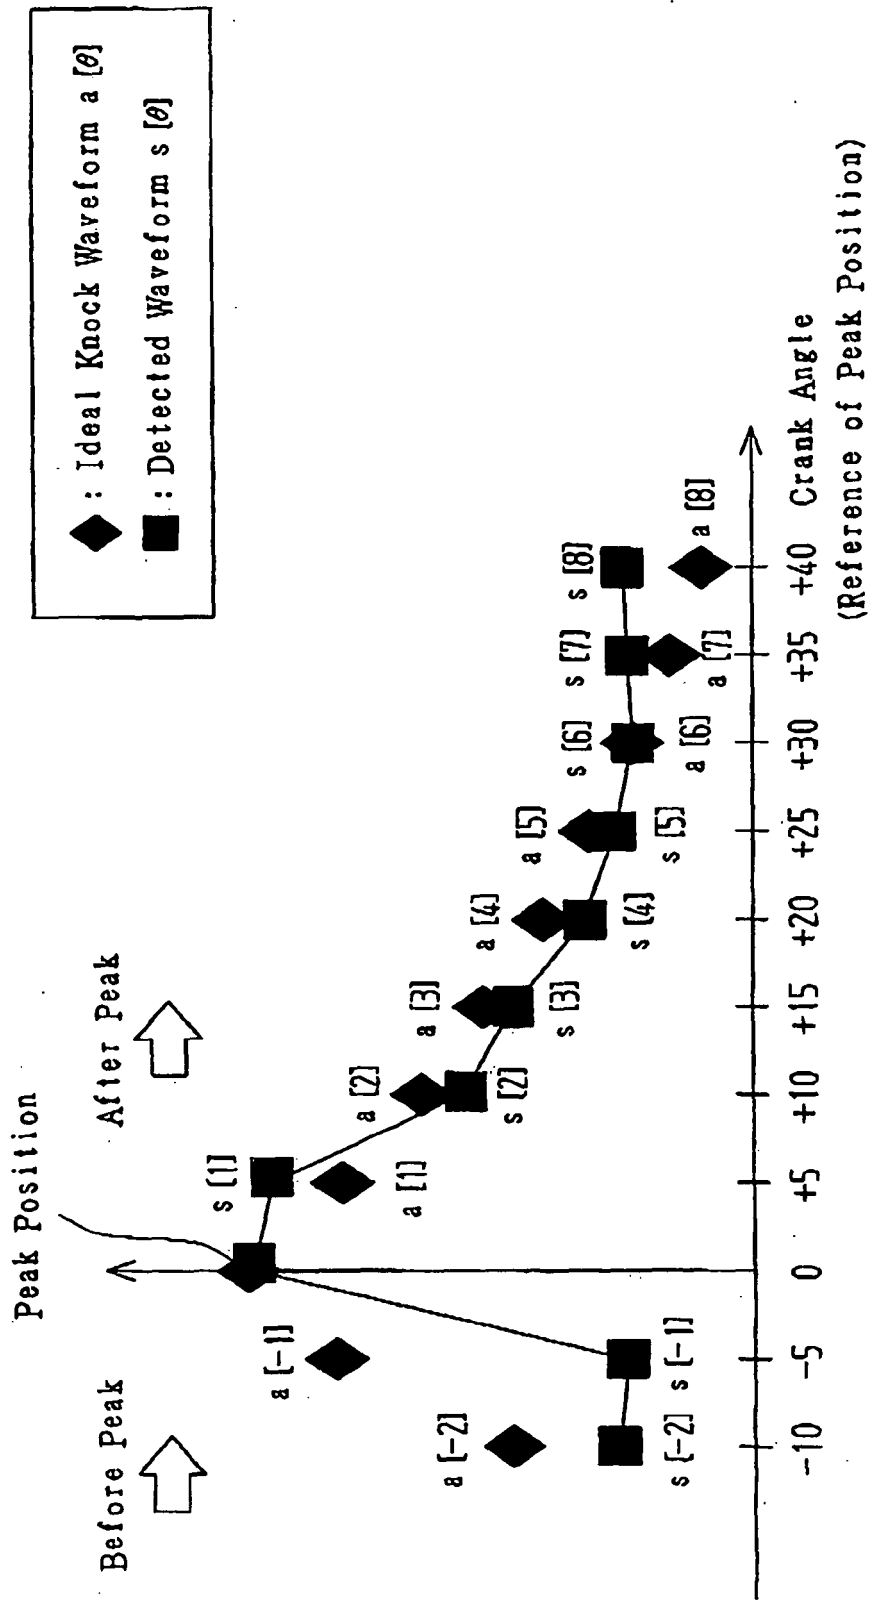 ◆: Ideal Knock Waveform a [θ]
■: Detected Waveform s [θ]
Peak Position
Before Peak
After Peak
a [-2]
s [-2]
a [-1]
s [-1]
s [1]
a [1]
a [2]
s [2]
a [3]
s [3]
a [4]
s [4]
a [5]
s [5]
s [6]
a [6]
s [7]
a [7]
s [8]
a [8]
-10 -5 0 +5 +10 +15 +20 +25 +30 +35 +40 Crank Angle
(Reference of Peak Position)